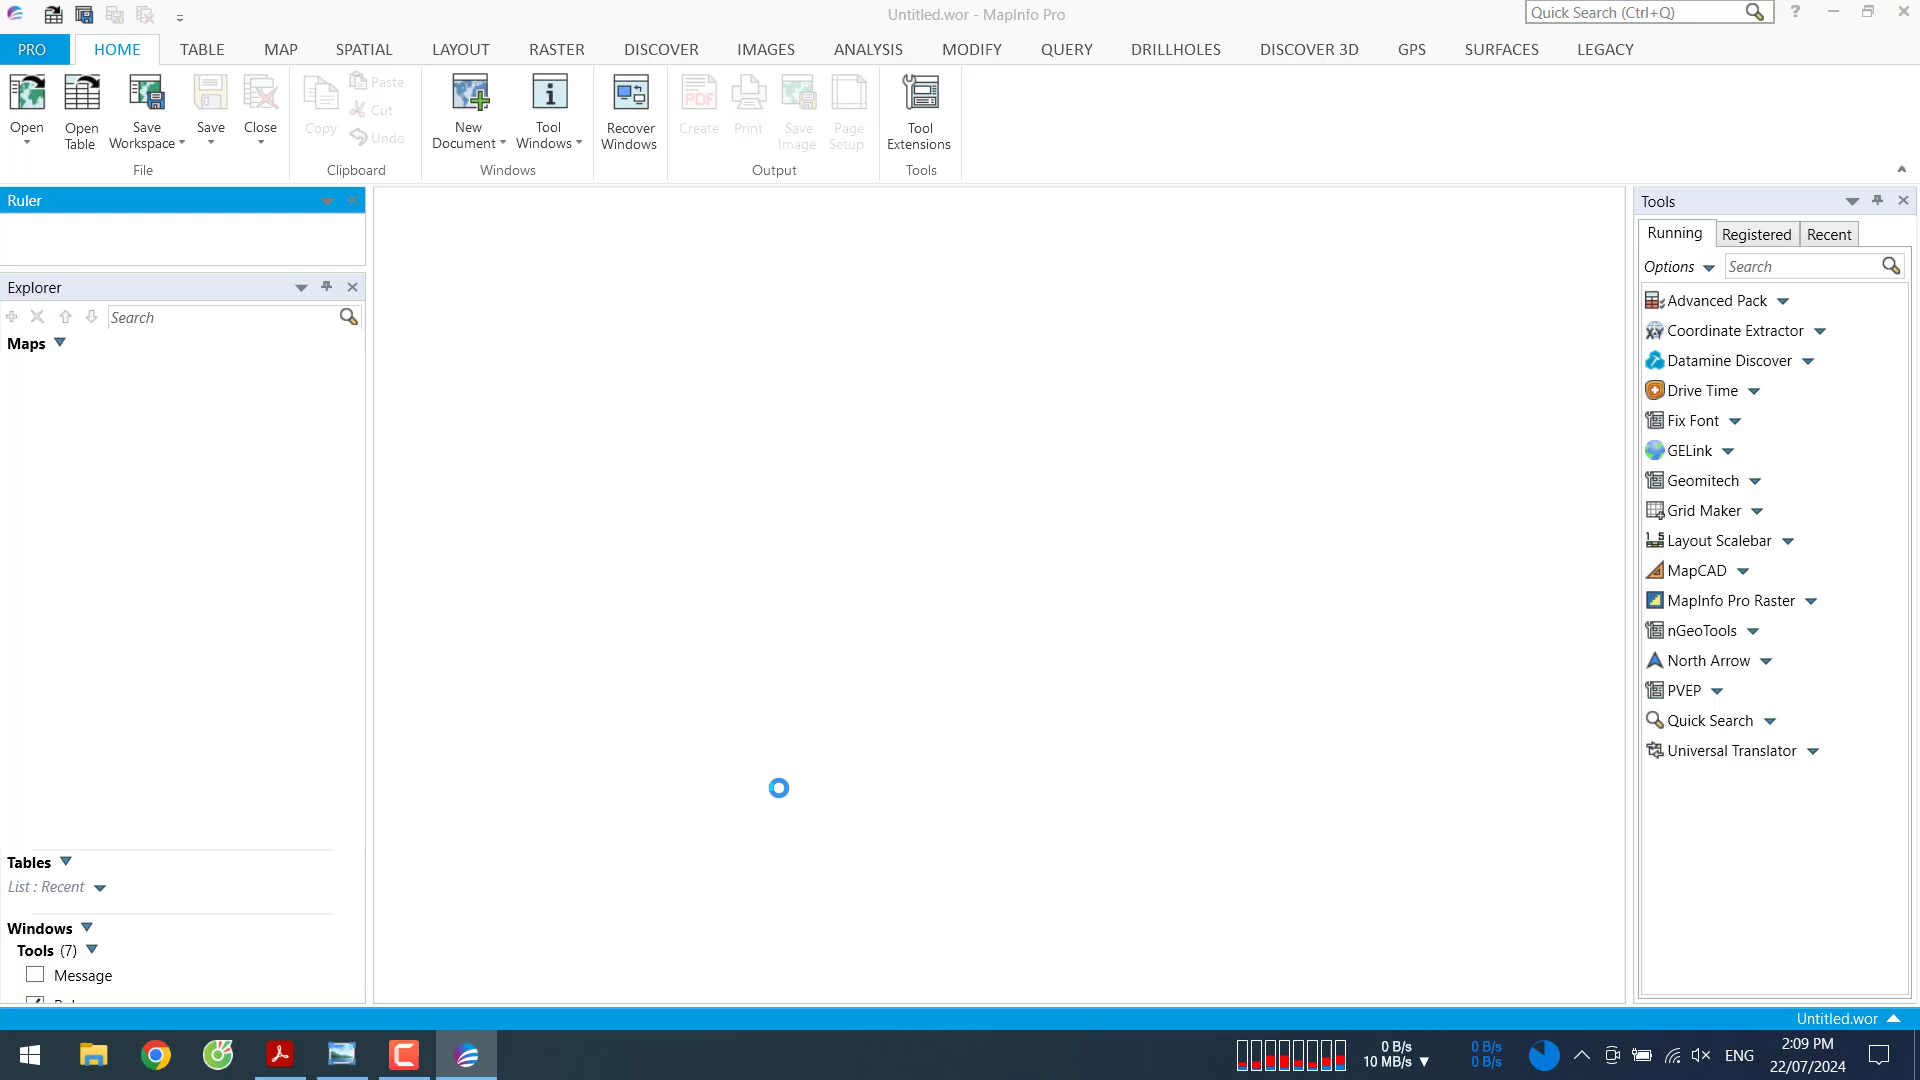 Untitled.wor - MapInfo Pro
Quick Search (Ctrl+Q)
PRO HOME TABLE MAP SPATIAL LAYOUT RASTER DISCOVER IMAGES ANALYSIS MODIFY QUERY DRILLHOLES DISCOVER 3D GPS SURFACES LEGACY
Open
Open
Table
Save
Workspace
Save
Close
File
Copy
Paste
Cut
Undo
Clipboard
New
Document
Tool
Windows
Windows
Recover
Windows
PDF
Create
Print
Save
Image
Page
Setup
Output
Tool
Extensions
Tools
Ruler
Explorer
Search
Maps
Tables
List : Recent
Windows
Tools (7)
Message
Tools
Running Registered Recent
Options Search
Advanced Pack
Coordinate Extractor
Datamine Discover
Drive Time
Fix Font
GELink
Geomitech
Grid Maker
Layout Scalebar
MapCAD
MapInfo Pro Raster
nGeoTools
North Arrow
PVEP
Quick Search
Universal Translator
Untitled.wor
0 B/s
10 MB/s
0 B/s
0 B/s
ENG
2:09 PM
22/07/2024